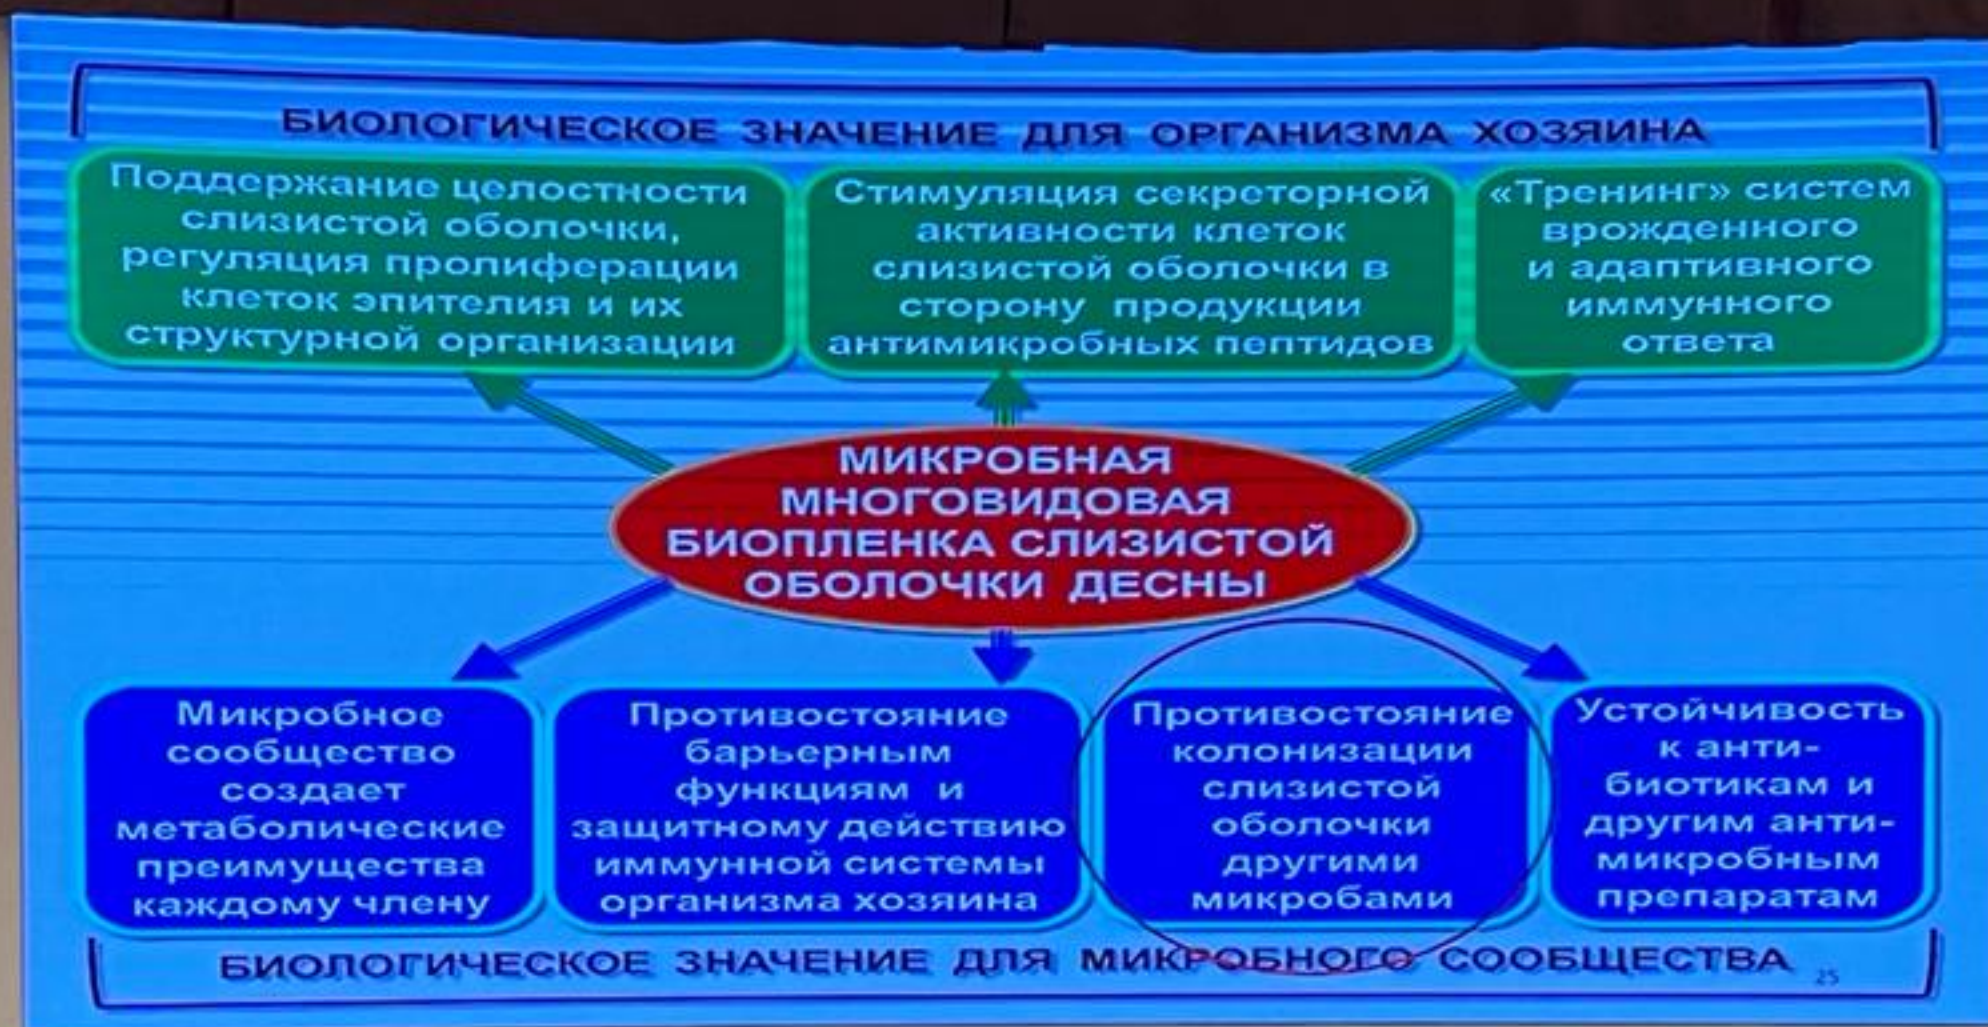 БИОЛОГИЧЕСКОЕ ЗНАЧЕНИЕ ДЛЯ ОРГАНИЗМА ХОЗЯИНА
Поддержание целостности
слизистой оболочки,
регуляция пролиферации
клеток эпителия и их
структурной организации
Стимуляция секреторной
активности клеток
слизистой оболочки в
сторону продукции
антимикробных пептидов
«Тренинг» систем
врожденного
и адаптивного
иммунного
ответа
МИКРОБНАЯ
МНОГОВИДОВАЯ
БИОПЛЕНКА СЛИЗИСТОЙ
ОБОЛОЧКИ ДЕСНЫ
Микробное
сообщество
создает
метаболические
преимущества
каждому члену
Противостояние
барьерным
функциям и
защитному действию
иммунной системы
организма хозяина
Противостояние
колонизации
слизистой
оболочки
другими
микробами
Устойчивость
к анти-
биотикам и
другим анти-
микробным
препаратам
БИОЛОГИЧЕСКОЕ ЗНАЧЕНИЕ ДЛЯ МИКРОБНОГО СООБЩЕСТВА
25